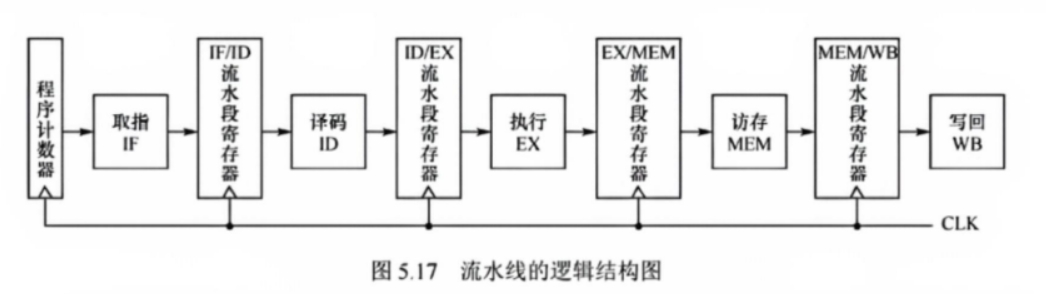 程序计数器
取指
IF
IF/ID
流水段寄存器
译码
ID
ID/EX
流水段寄存器
执行
EX
EX/MEM
流水段寄存器
访存
MEM
MEM/WB
流水段寄存器
写回
WB
CLK
图 5.17 流水线的逻辑结构图